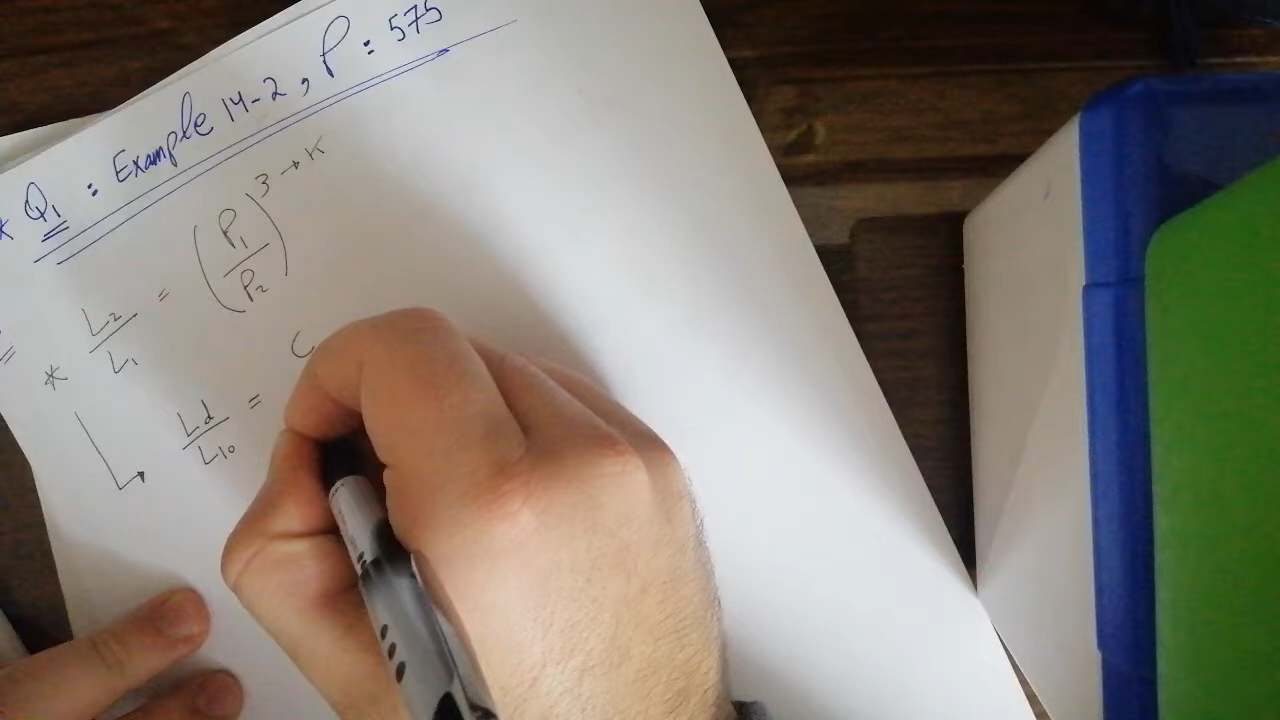 * Q1 : Example 14-2, P : 575
* L2/L1 = (P1/P2)^3 → K
Ld/L10 = C